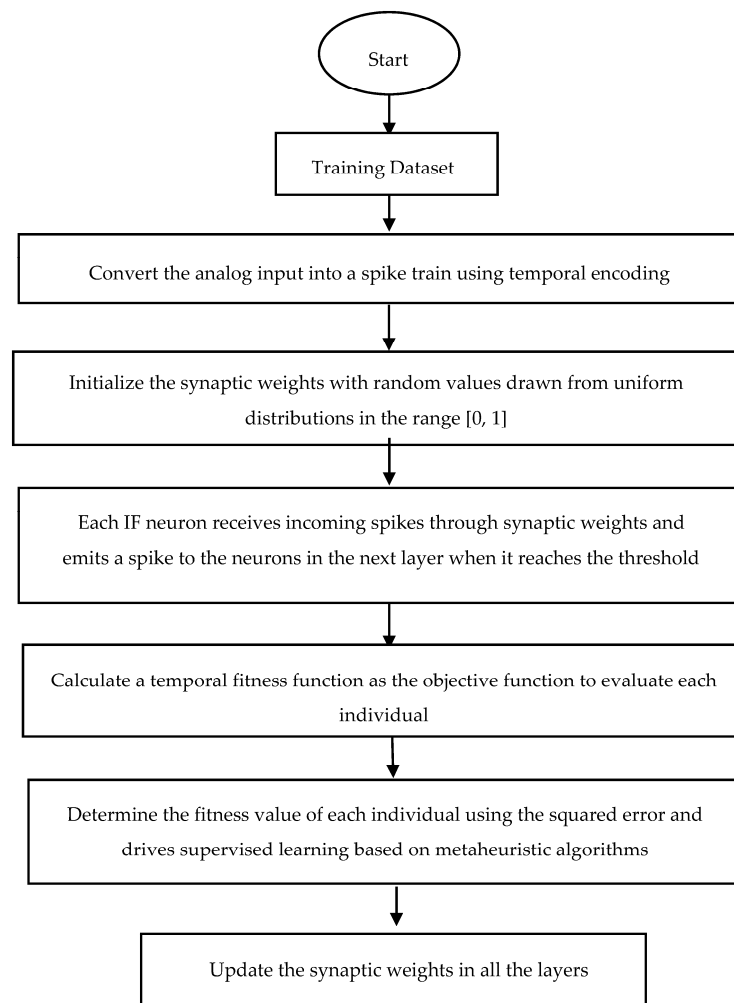 Start
Training Dataset
Convert the analog input into a spike train using temporal encoding
Initialize the synaptic weights with random values drawn from uniform
distributions in the range [0, 1]
Each IF neuron receives incoming spikes through synaptic weights and
emits a spike to the neurons in the next layer when it reaches the threshold
Calculate a temporal fitness function as the objective function to evaluate each
individual
Determine the fitness value of each individual using the squared error and
drives supervised learning based on metaheuristic algorithms
Update the synaptic weights in all the layers